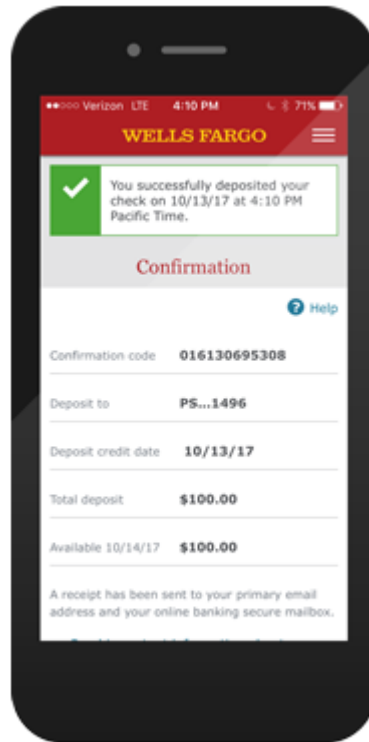 Verizon LTE 4:10 PM 71%
WELLS FARGO
You successfully deposited your
check on 10/13/17 at 4:10 PM
Pacific Time.
Confirmation
? Help
Confirmation code 016130695308
Deposit to PS...1496
Deposit credit date 10/13/17
Total deposit $100.00
Available 10/14/17 $100.00
A receipt has been sent to your primary email
address and your online banking secure mailbox.